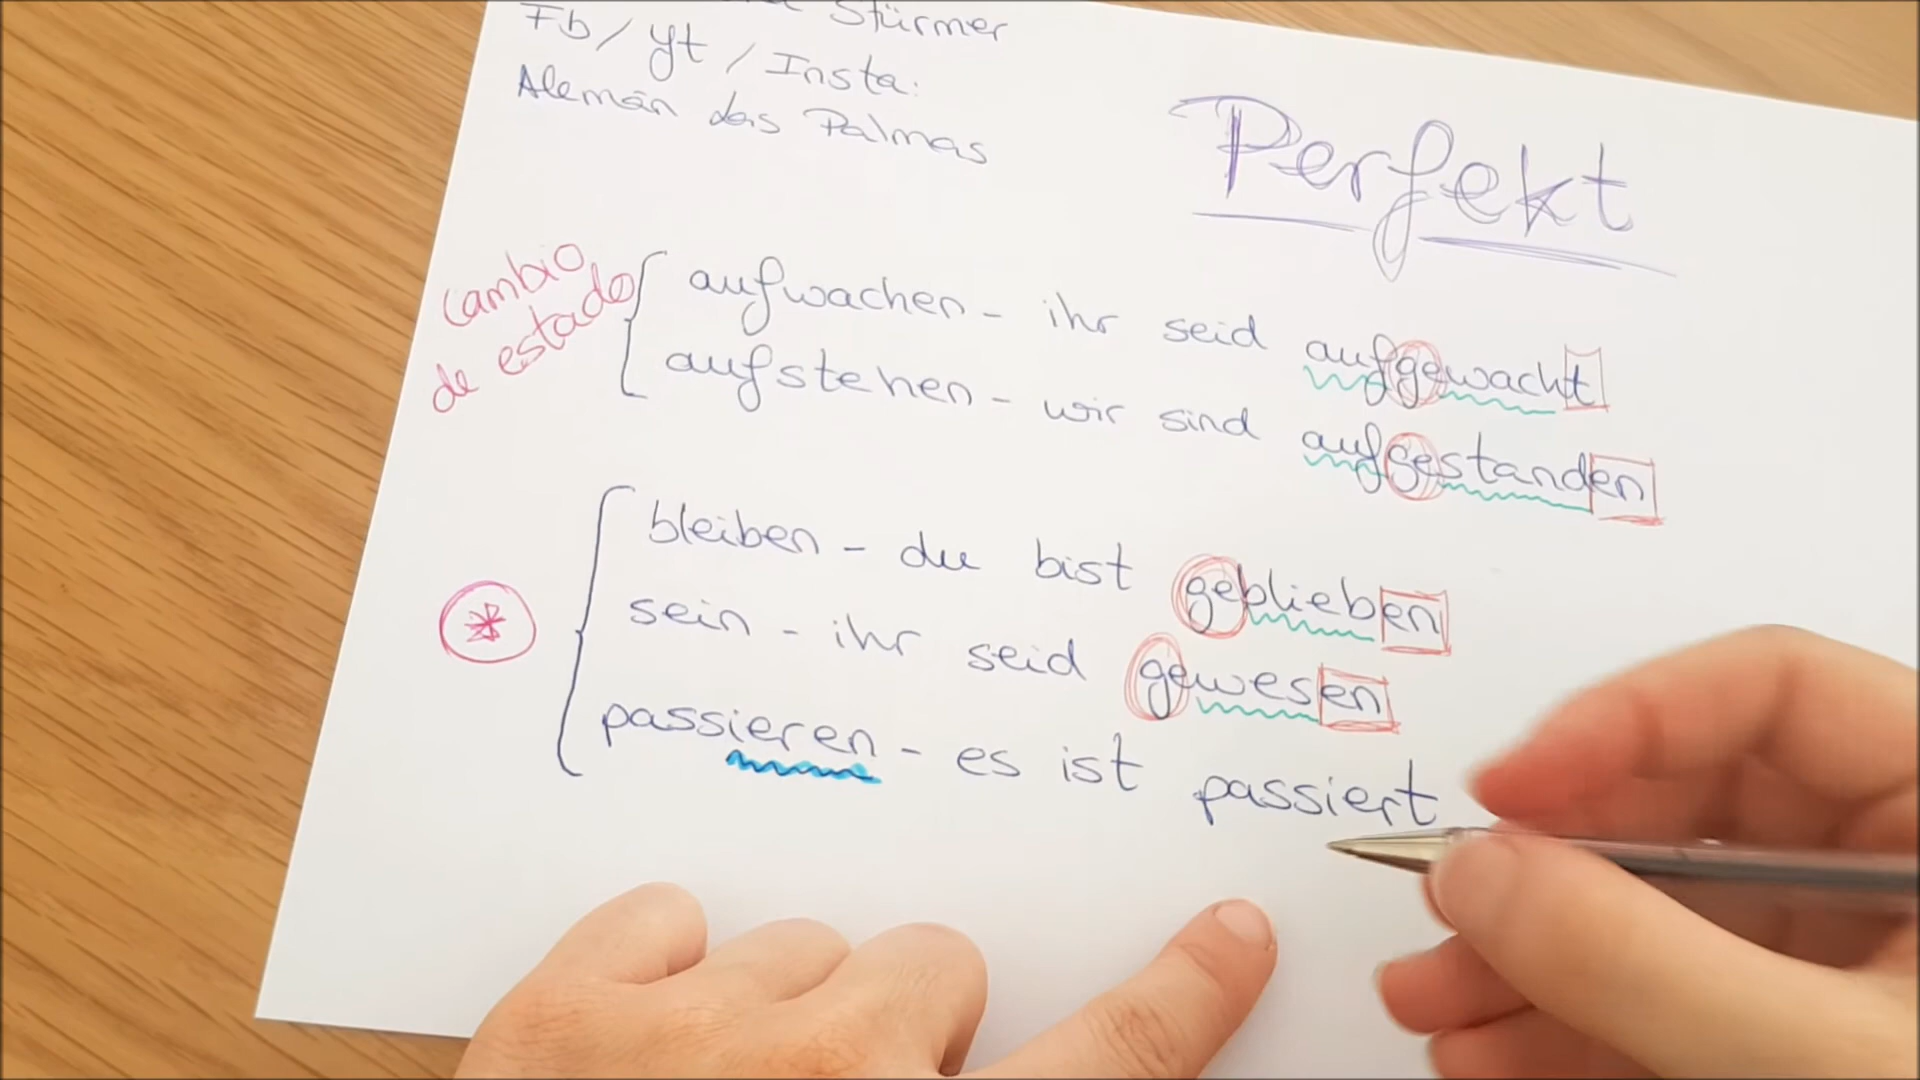 Stürmer
Fb / yt / Insta:
Alemán das Palmas
Perfekt
Cambio
de estado
aufwachen - ihr seid aufgewacht
aufstehen - wir sind aufgestanden
*
bleiben - du bist geblieben
sein - ihr seid gewesen
passieren - es ist passiert